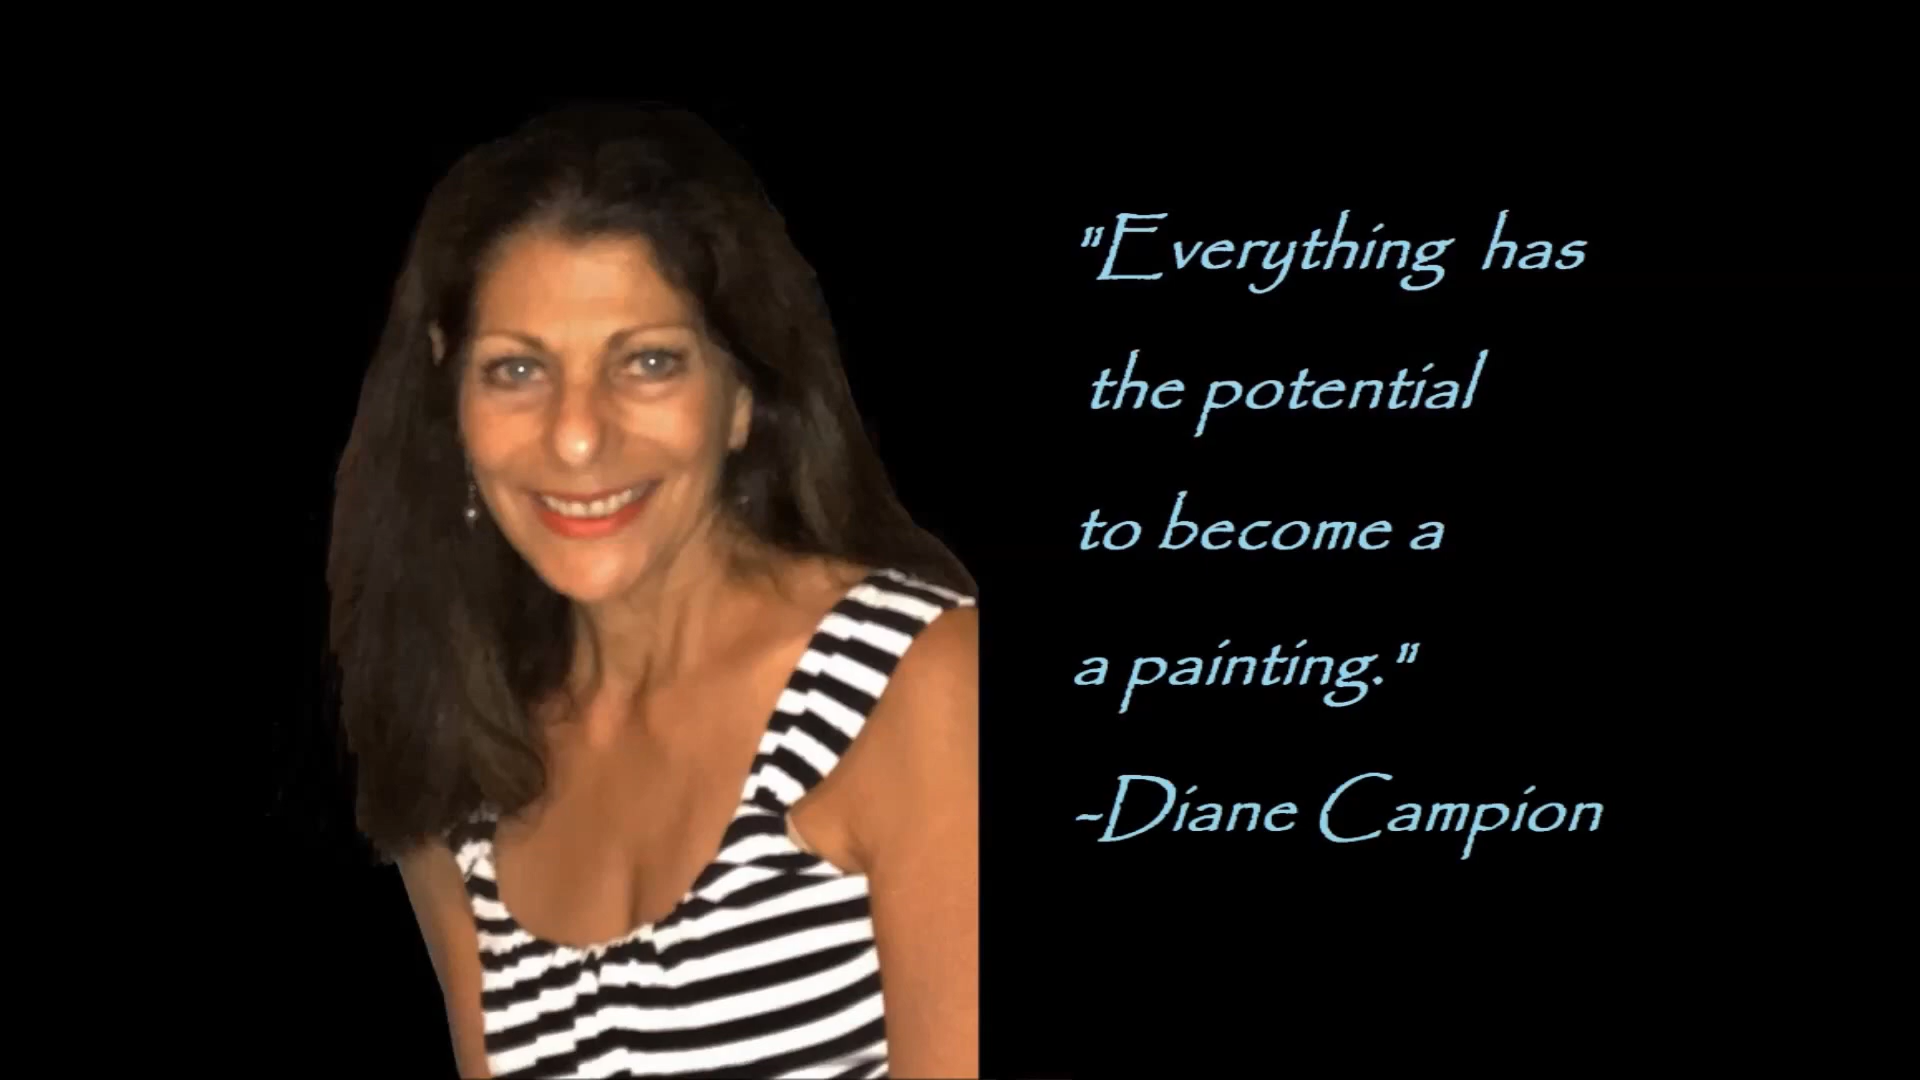 "Everything has
the potential
to become a
a painting."
-Diane Campion